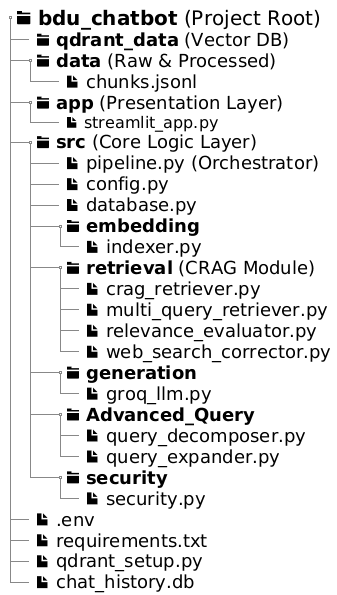 bdu_chatbot (Project Root)
qdrant_data (Vector DB)
data (Raw & Processed)
chunks.jsonl
app (Presentation Layer)
streamlit_app.py
src (Core Logic Layer)
pipeline.py (Orchestrator)
config.py
database.py
embedding
indexer.py
retrieval (CRAG Module)
crag_retriever.py
multi_query_retriever.py
relevance_evaluator.py
web_search_corrector.py
generation
groq_llm.py
Advanced_Query
query_decomposer.py
query_expander.py
security
security.py
.env
requirements.txt
qdrant_setup.py
chat_history.db